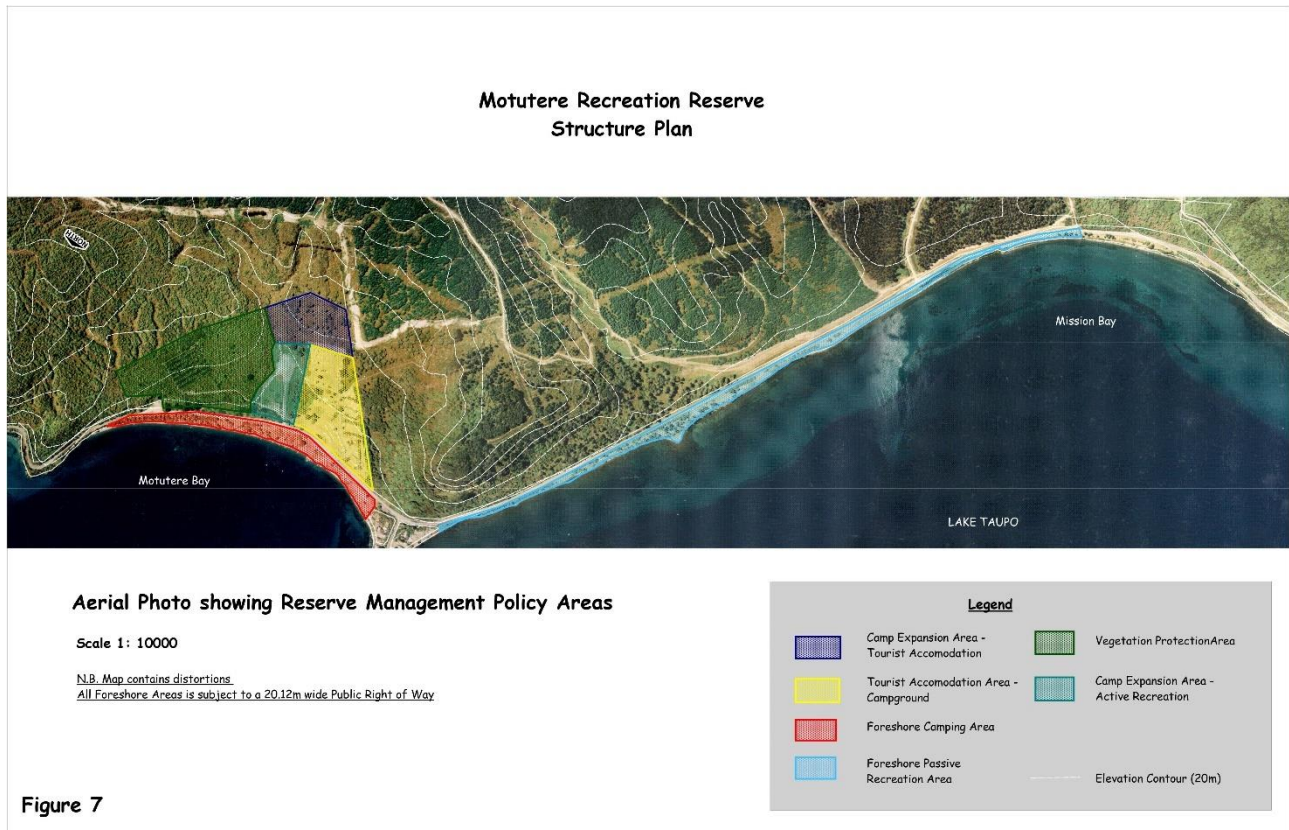 Motutere Recreation Reserve
Structure Plan
Motutere Bay
Mission Bay
LAKE TAUPO
Aerial Photo showing Reserve Management Policy Areas
Scale 1: 10000
N.B. Map contains distortions
All Foreshore Areas is subject to a 20.12m wide Public Right of Way
Legend
Camp Expansion Area -
Tourist Accomodation
Tourist Accomodation Area -
Campground
Foreshore Camping Area
Foreshore Passive
Recreation Area
Vegetation ProtectionArea
Camp Expansion Area -
Active Recreation
Elevation Contour (20m)
Figure 7